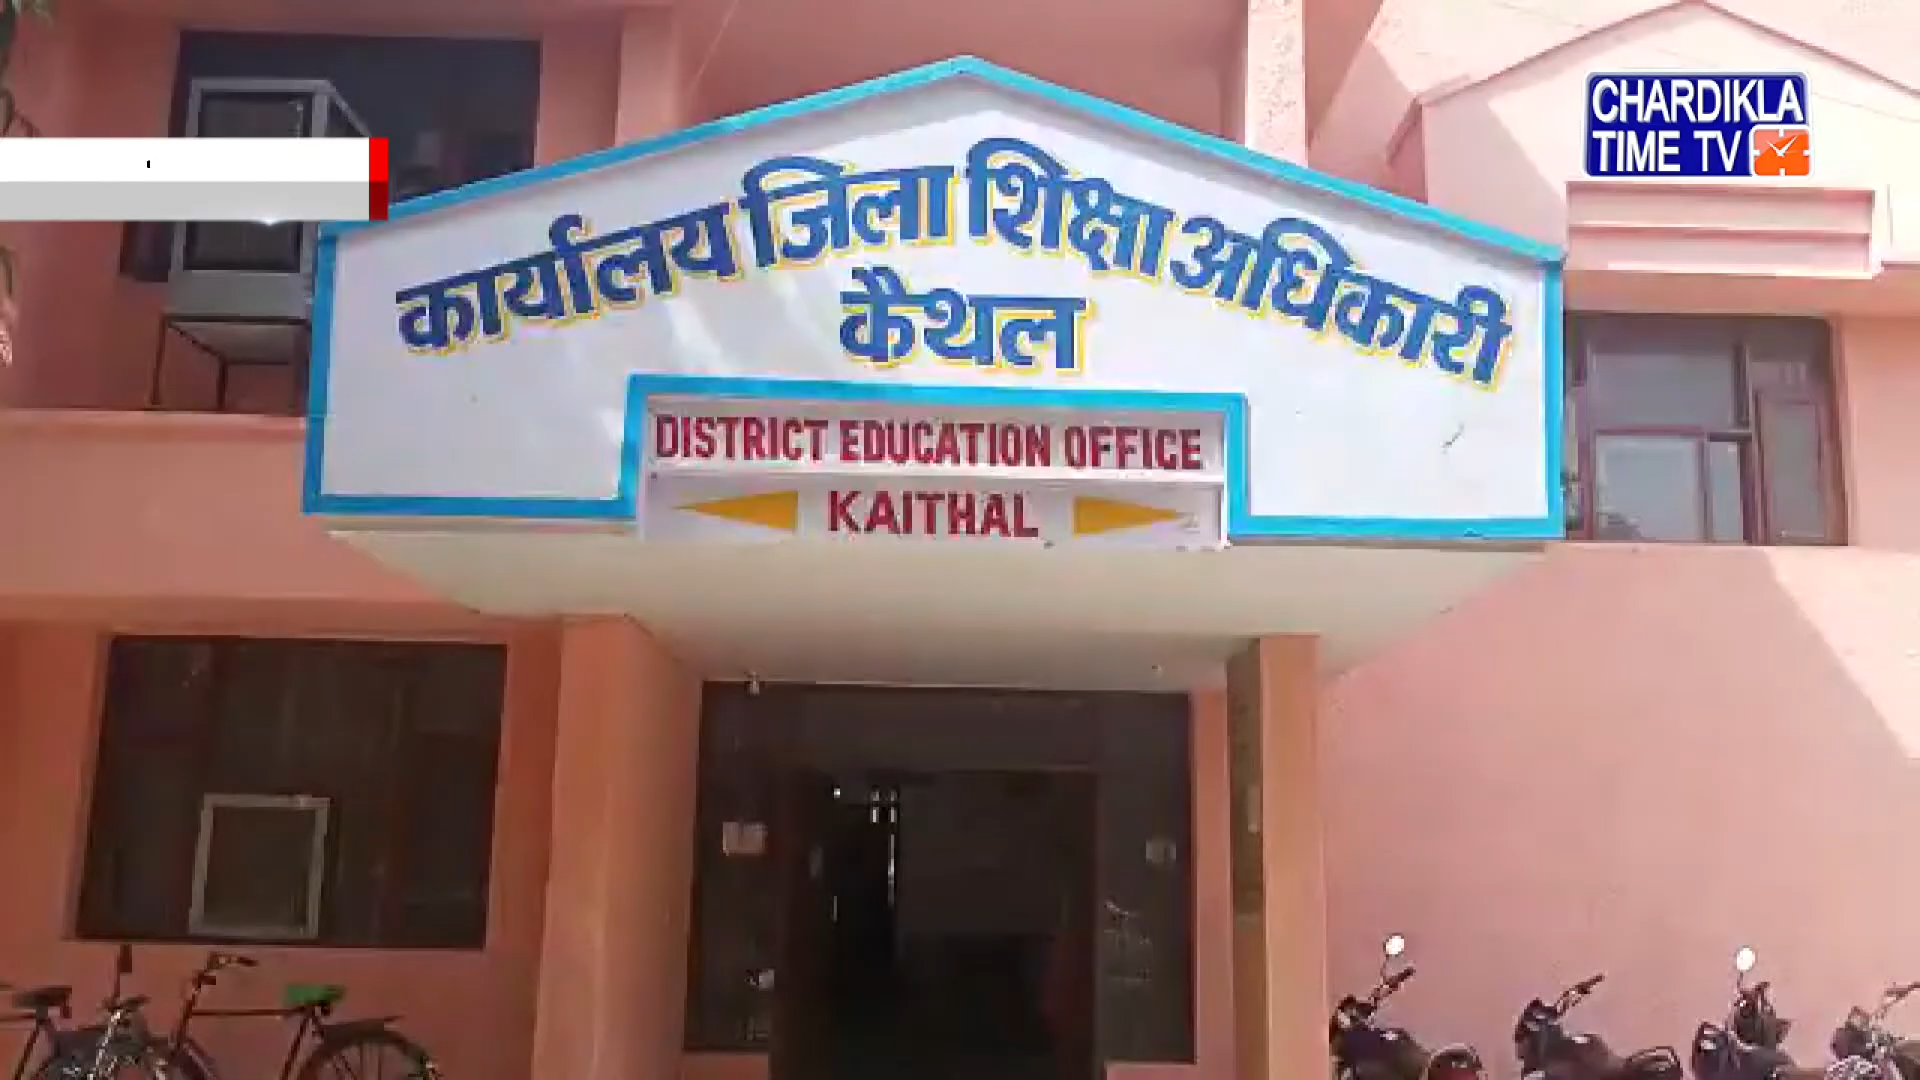 CHARDIKLA
TIME TV
कार्यालय जिला शिक्षा अधिकारी
कैथल
DISTRICT EDUCATION OFFICE
KAITHAL